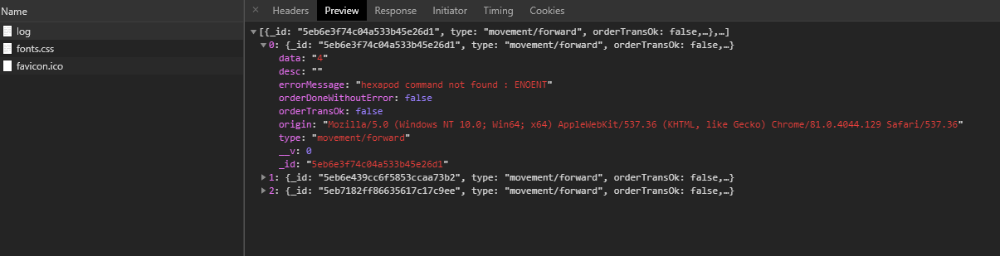 Name
× Headers Preview Response Initiator Timing Cookies
log
fonts.css
favicon.ico
▼[{_id: "5eb6e3f74c04a533b45e26d1", type: "movement/forward", orderTransOk: false,…},…]
▼0: {_id: "5eb6e3f74c04a533b45e26d1", type: "movement/forward", orderTransOk: false,…}
data: "4"
desc: ""
errorMessage: "hexapod command not found : ENOENT"
orderDoneWithoutError: false
orderTransOk: false
origin: "Mozilla/5.0 (Windows NT 10.0; Win64; x64) AppleWebKit/537.36 (KHTML, like Gecko) Chrome/81.0.4044.129 Safari/537.36"
type: "movement/forward"
__v: 0
_id: "5eb6e3f74c04a533b45e26d1"
▶1: {_id: "5eb6e439cc6f5853ccaa73b2", type: "movement/forward", orderTransOk: false,…}
▶2: {_id: "5eb7182ff86635617c17c9ee", type: "movement/forward", orderTransOk: false,…}